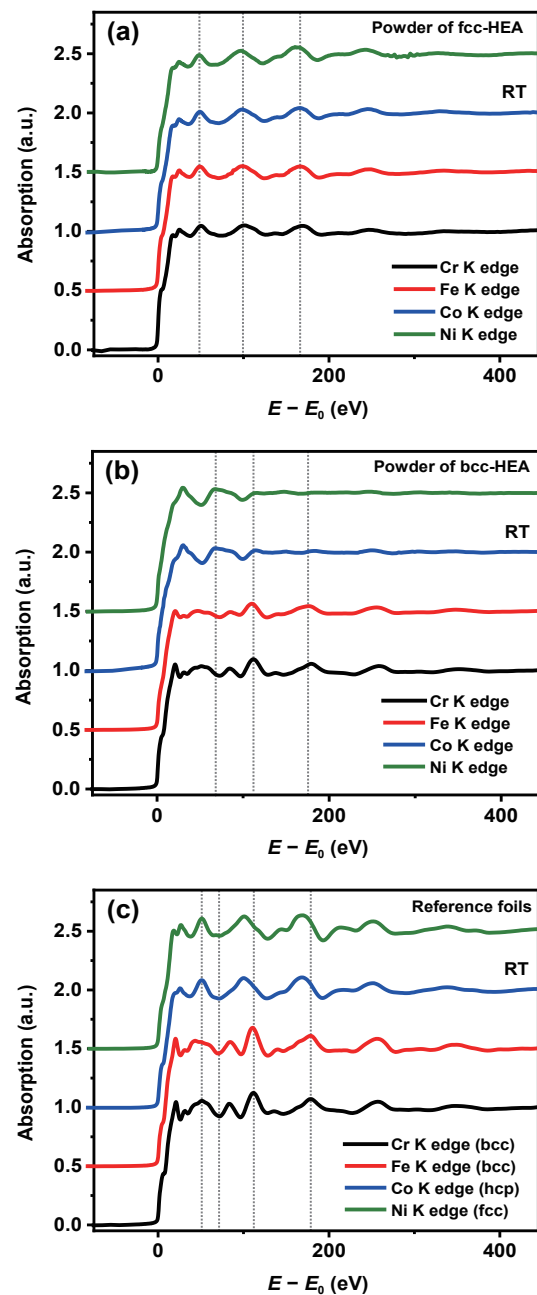 (a)
Powder of fcc-HEA
RT
2.5
2.0
1.5
1.0
0.5
0.0
Absorption (a.u.)
Cr K edge
Fe K edge
Co K edge
Ni K edge
0
200
400
E − E0 (eV)
(b)
Powder of bcc-HEA
RT
2.5
2.0
1.5
1.0
0.5
0.0
Absorption (a.u.)
Cr K edge
Fe K edge
Co K edge
Ni K edge
0
200
400
E − E0 (eV)
(c)
Reference foils
RT
2.5
2.0
1.5
1.0
0.5
0.0
Absorption (a.u.)
Cr K edge (bcc)
Fe K edge (bcc)
Co K edge (hcp)
Ni K edge (fcc)
0
200
400
E − E0 (eV)